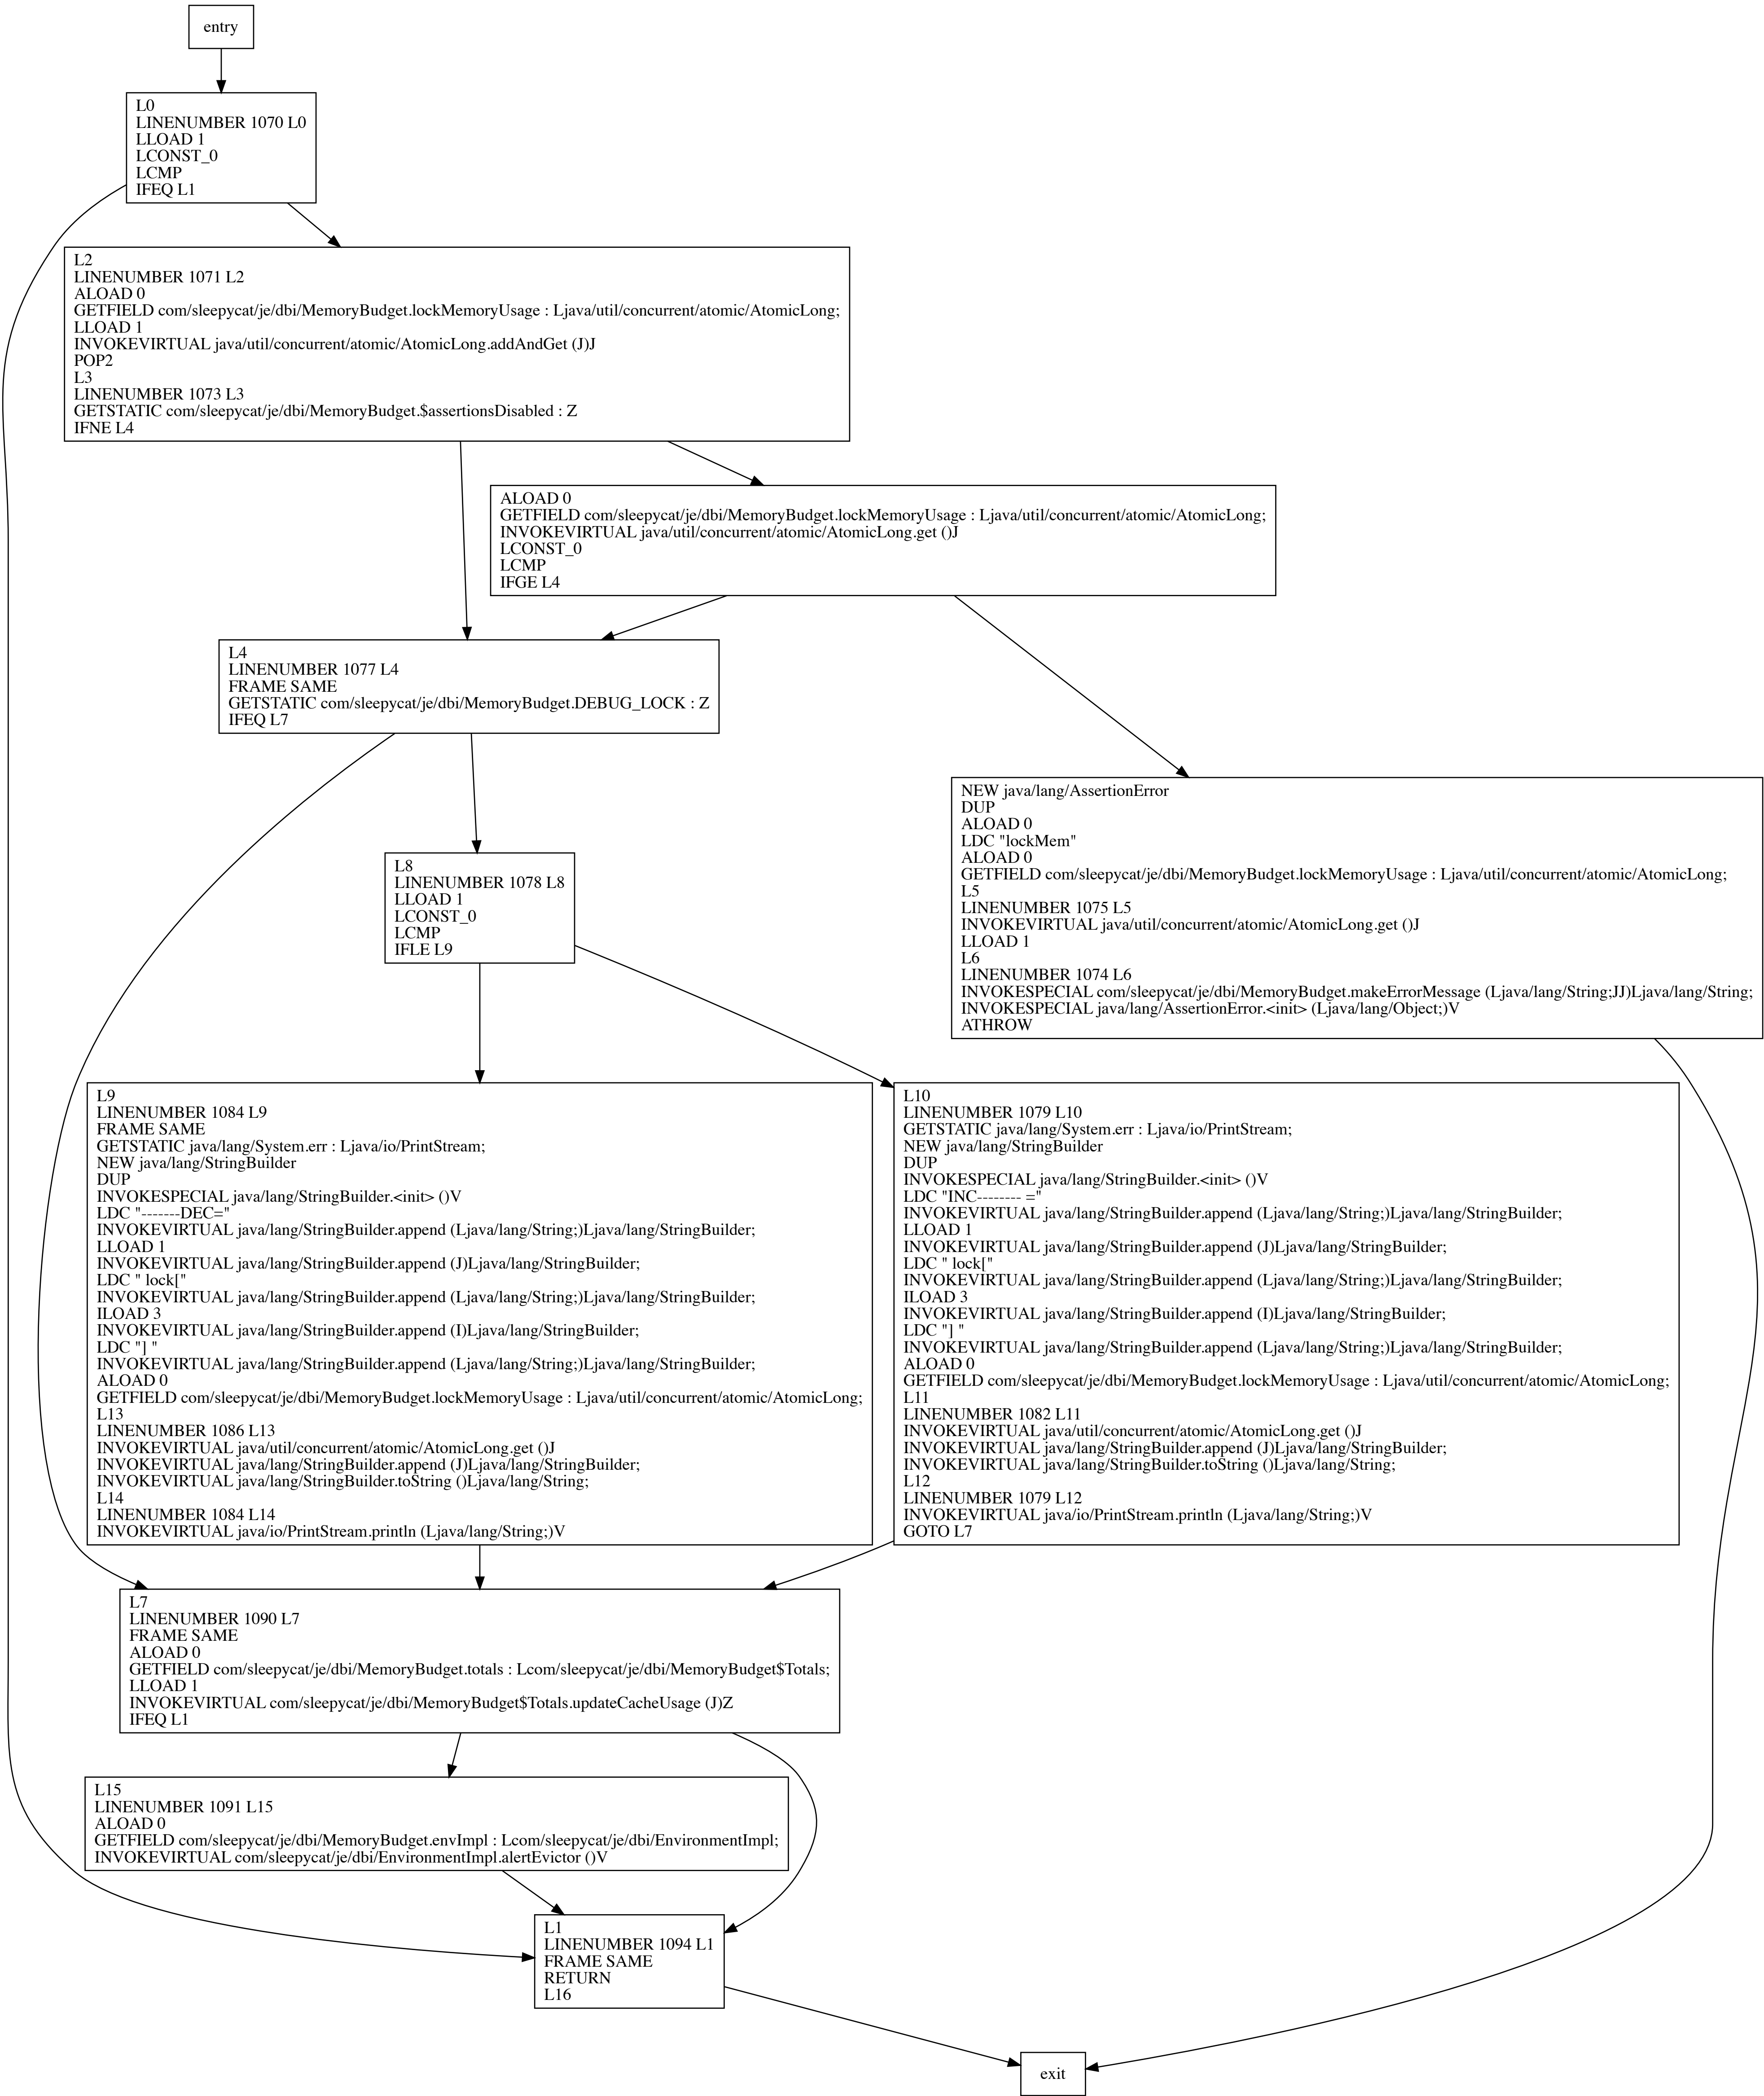 entry
L0
LINENUMBER 1070 L0
LLOAD 1
LCONST_0
LCMP
IFEQ L1
L2
LINENUMBER 1071 L2
ALOAD 0
GETFIELD com/sleepycat/je/dbi/MemoryBudget.lockMemoryUsage : Ljava/util/concurrent/atomic/AtomicLong;
LLOAD 1
INVOKEVIRTUAL java/util/concurrent/atomic/AtomicLong.addAndGet (J)J
POP2
L3
LINENUMBER 1073 L3
GETSTATIC com/sleepycat/je/dbi/MemoryBudget.$assertionsDisabled : Z
IFNE L4
ALOAD 0
GETFIELD com/sleepycat/je/dbi/MemoryBudget.lockMemoryUsage : Ljava/util/concurrent/atomic/AtomicLong;
INVOKEVIRTUAL java/util/concurrent/atomic/AtomicLong.get ()J
LCONST_0
LCMP
IFGE L4
L4
LINENUMBER 1077 L4
FRAME SAME
GETSTATIC com/sleepycat/je/dbi/MemoryBudget.DEBUG_LOCK : Z
IFEQ L7
NEW java/lang/AssertionError
DUP
ALOAD 0
LDC "lockMem"
ALOAD 0
GETFIELD com/sleepycat/je/dbi/MemoryBudget.lockMemoryUsage : Ljava/util/concurrent/atomic/AtomicLong;
L5
LINENUMBER 1075 L5
INVOKEVIRTUAL java/util/concurrent/atomic/AtomicLong.get ()J
LLOAD 1
L6
LINENUMBER 1074 L6
INVOKESPECIAL com/sleepycat/je/dbi/MemoryBudget.makeErrorMessage (Ljava/lang/String;JJ)Ljava/lang/String;
INVOKESPECIAL java/lang/AssertionError.<init> (Ljava/lang/Object;)V
ATHROW
L8
LINENUMBER 1078 L8
LLOAD 1
LCONST_0
LCMP
IFLE L9
L9
LINENUMBER 1084 L9
FRAME SAME
GETSTATIC java/lang/System.err : Ljava/io/PrintStream;
NEW java/lang/StringBuilder
DUP
INVOKESPECIAL java/lang/StringBuilder.<init> ()V
LDC "-------DEC="
INVOKEVIRTUAL java/lang/StringBuilder.append (Ljava/lang/String;)Ljava/lang/StringBuilder;
LLOAD 1
INVOKEVIRTUAL java/lang/StringBuilder.append (J)Ljava/lang/StringBuilder;
LDC " lock["
INVOKEVIRTUAL java/lang/StringBuilder.append (Ljava/lang/String;)Ljava/lang/StringBuilder;
ILOAD 3
INVOKEVIRTUAL java/lang/StringBuilder.append (I)Ljava/lang/StringBuilder;
LDC "] "
INVOKEVIRTUAL java/lang/StringBuilder.append (Ljava/lang/String;)Ljava/lang/StringBuilder;
ALOAD 0
GETFIELD com/sleepycat/je/dbi/MemoryBudget.lockMemoryUsage : Ljava/util/concurrent/atomic/AtomicLong;
L13
LINENUMBER 1086 L13
INVOKEVIRTUAL java/util/concurrent/atomic/AtomicLong.get ()J
INVOKEVIRTUAL java/lang/StringBuilder.append (J)Ljava/lang/StringBuilder;
INVOKEVIRTUAL java/lang/StringBuilder.toString ()Ljava/lang/String;
L14
LINENUMBER 1084 L14
INVOKEVIRTUAL java/io/PrintStream.println (Ljava/lang/String;)V
L10
LINENUMBER 1079 L10
GETSTATIC java/lang/System.err : Ljava/io/PrintStream;
NEW java/lang/StringBuilder
DUP
INVOKESPECIAL java/lang/StringBuilder.<init> ()V
LDC "INC-------- ="
INVOKEVIRTUAL java/lang/StringBuilder.append (Ljava/lang/String;)Ljava/lang/StringBuilder;
LLOAD 1
INVOKEVIRTUAL java/lang/StringBuilder.append (J)Ljava/lang/StringBuilder;
LDC " lock["
INVOKEVIRTUAL java/lang/StringBuilder.append (Ljava/lang/String;)Ljava/lang/StringBuilder;
ILOAD 3
INVOKEVIRTUAL java/lang/StringBuilder.append (I)Ljava/lang/StringBuilder;
LDC "] "
INVOKEVIRTUAL java/lang/StringBuilder.append (Ljava/lang/String;)Ljava/lang/StringBuilder;
ALOAD 0
GETFIELD com/sleepycat/je/dbi/MemoryBudget.lockMemoryUsage : Ljava/util/concurrent/atomic/AtomicLong;
L11
LINENUMBER 1082 L11
INVOKEVIRTUAL java/util/concurrent/atomic/AtomicLong.get ()J
INVOKEVIRTUAL java/lang/StringBuilder.append (J)Ljava/lang/StringBuilder;
INVOKEVIRTUAL java/lang/StringBuilder.toString ()Ljava/lang/String;
L12
LINENUMBER 1079 L12
INVOKEVIRTUAL java/io/PrintStream.println (Ljava/lang/String;)V
GOTO L7
L7
LINENUMBER 1090 L7
FRAME SAME
ALOAD 0
GETFIELD com/sleepycat/je/dbi/MemoryBudget.totals : Lcom/sleepycat/je/dbi/MemoryBudget$Totals;
LLOAD 1
INVOKEVIRTUAL com/sleepycat/je/dbi/MemoryBudget$Totals.updateCacheUsage (J)Z
IFEQ L1
L15
LINENUMBER 1091 L15
ALOAD 0
GETFIELD com/sleepycat/je/dbi/MemoryBudget.envImpl : Lcom/sleepycat/je/dbi/EnvironmentImpl;
INVOKEVIRTUAL com/sleepycat/je/dbi/EnvironmentImpl.alertEvictor ()V
L1
LINENUMBER 1094 L1
FRAME SAME
RETURN
L16
exit